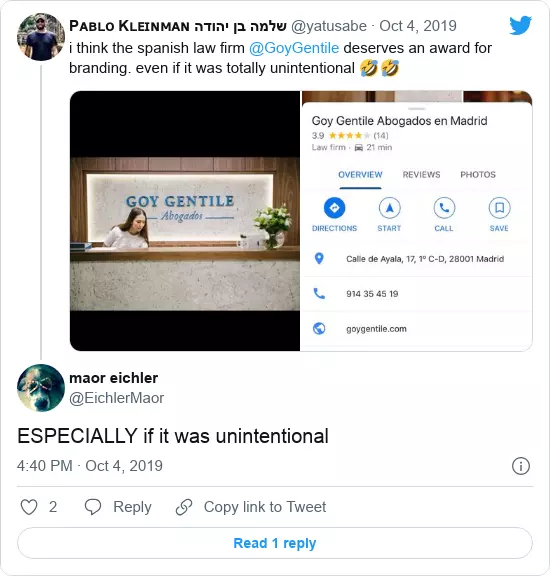 Pablo Kleinman שלמה בן יהודה @yatusabe · Oct 4, 2019
i think the spanish law firm @GoyGentile deserves an award for
branding. even if it was totally unintentional 🤣🤣
GOY GENTILE
Abogados
Goy Gentile Abogados en Madrid
3.9 ★★★★★ (14)
Law firm · 21 min
OVERVIEW REVIEWS PHOTOS
DIRECTIONS START CALL SAVE
Calle de Ayala, 17, 1º C-D, 28001 Madrid
914 35 45 19
goygentile.com
maor eichler
@EichlerMaor
ESPECIALLY if it was unintentional
4:40 PM · Oct 4, 2019
2 Reply Copy link to Tweet
Read 1 reply